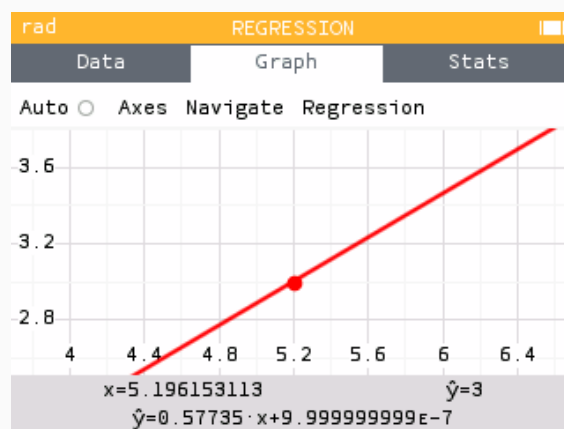 rad REGRESSION
Data Graph Stats
Auto Axes Navigate Regression
3.6
3.2
2.8
4 4.4 4.8 5.2 5.6 6 6.4
x=5.196153113 ŷ=3
ŷ=0.57735·x+9.999999999ᴇ-7